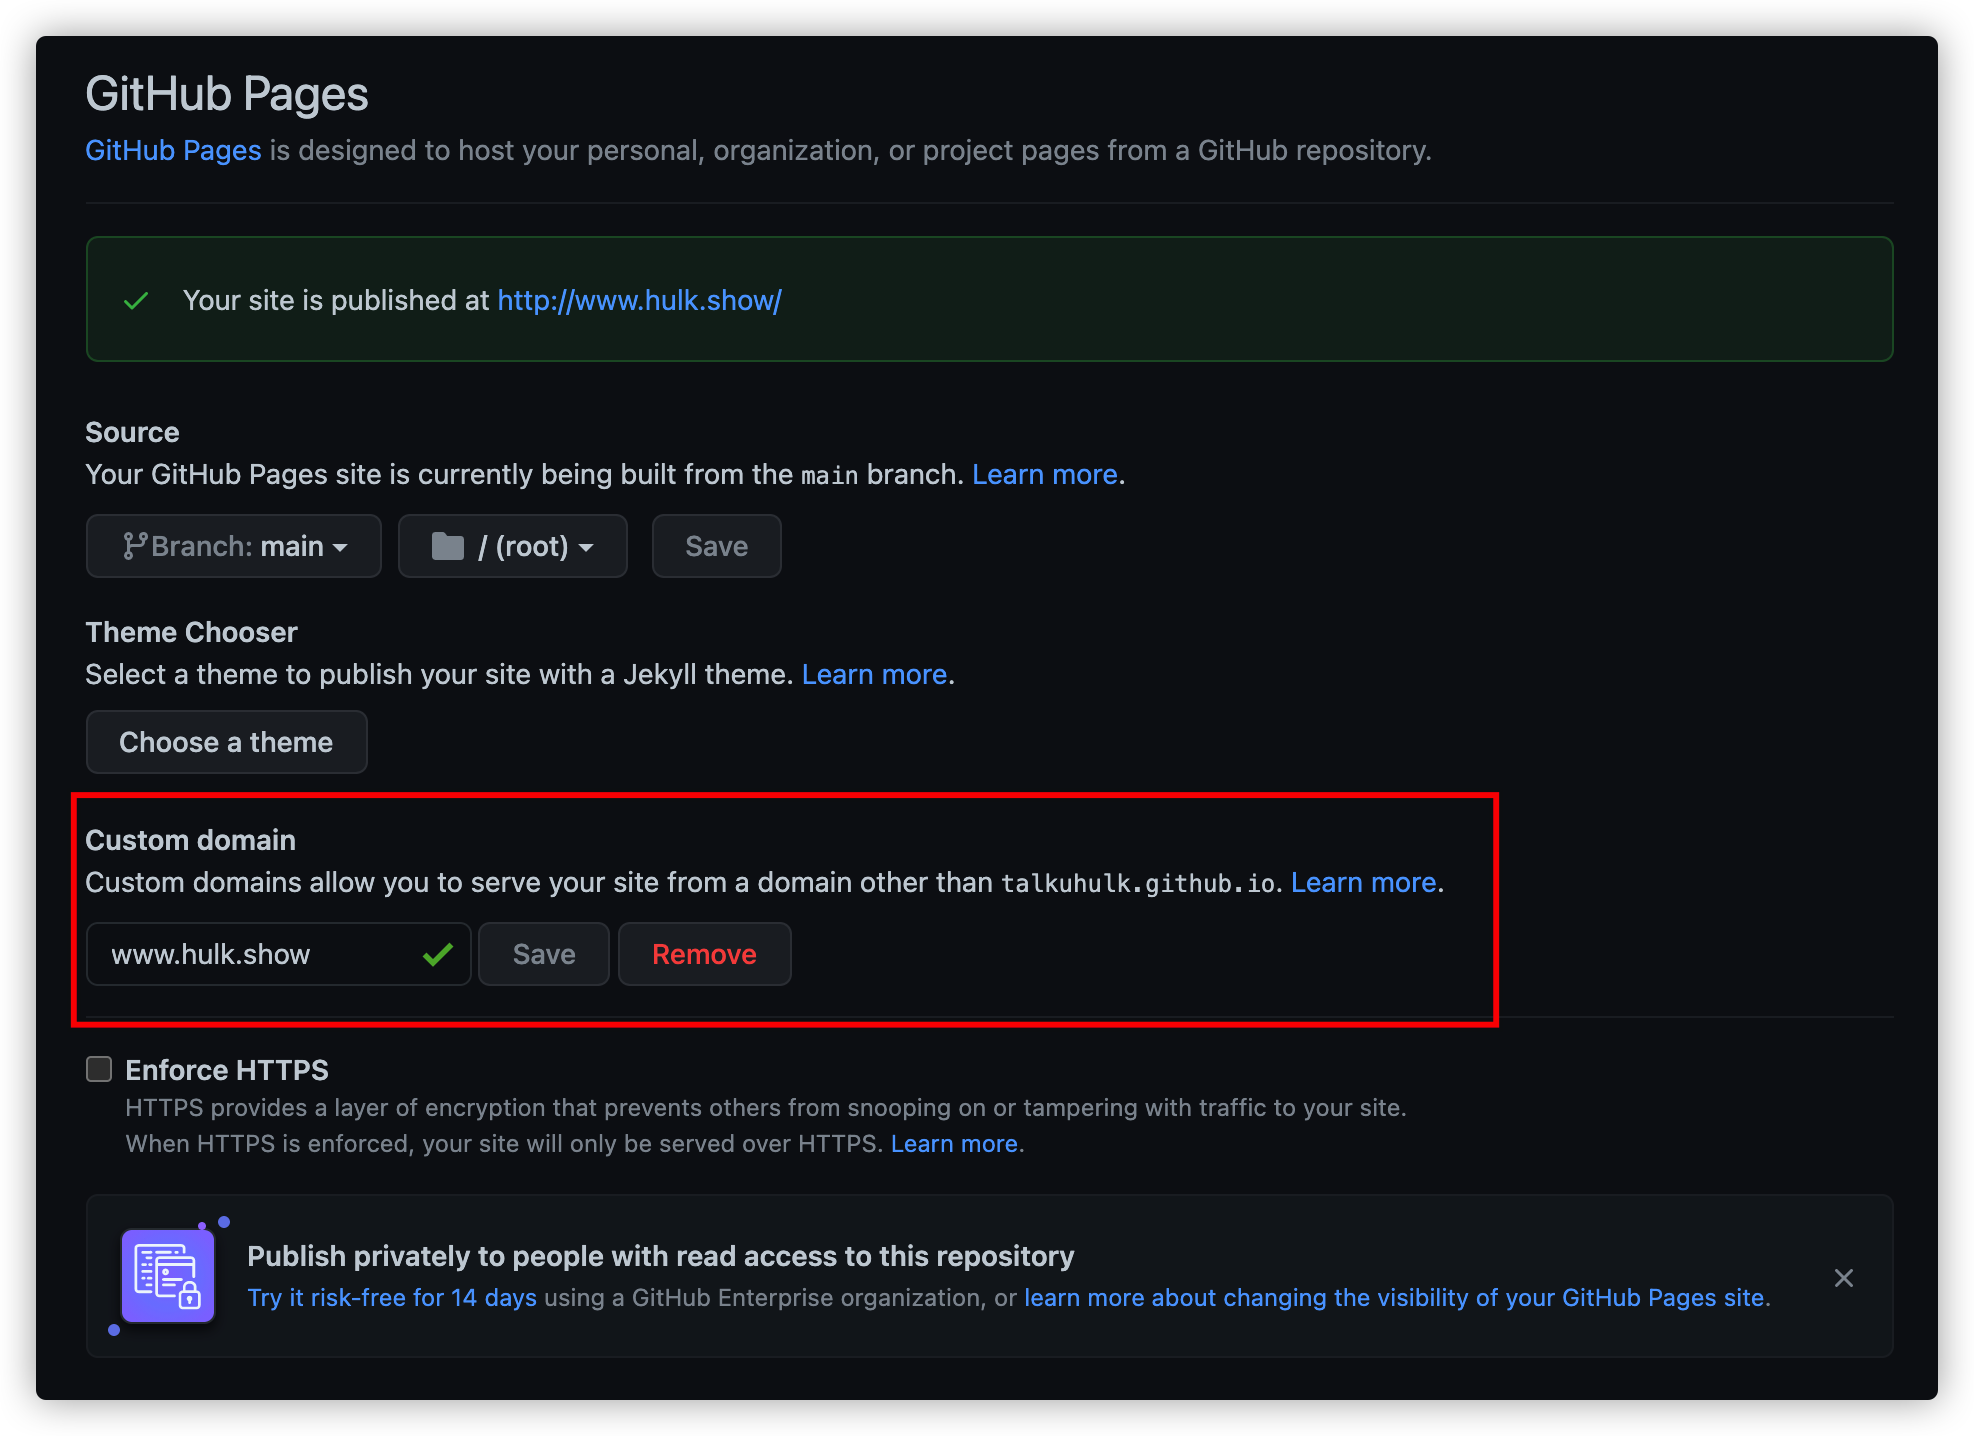 GitHub Pages
GitHub Pages is designed to host your personal, organization, or project pages from a GitHub repository.
Your site is published at http://www.hulk.show/
Source
Your GitHub Pages site is currently being built from the main branch. Learn more.
Branch: main / (root) Save
Theme Chooser
Select a theme to publish your site with a Jekyll theme. Learn more.
Choose a theme
Custom domain
Custom domains allow you to serve your site from a domain other than talkuhulk.github.io. Learn more.
www.hulk.show Save Remove
Enforce HTTPS
HTTPS provides a layer of encryption that prevents others from snooping on or tampering with traffic to your site.
When HTTPS is enforced, your site will only be served over HTTPS. Learn more.
Publish privately to people with read access to this repository
Try it risk-free for 14 days using a GitHub Enterprise organization, or learn more about changing the visibility of your GitHub Pages site.